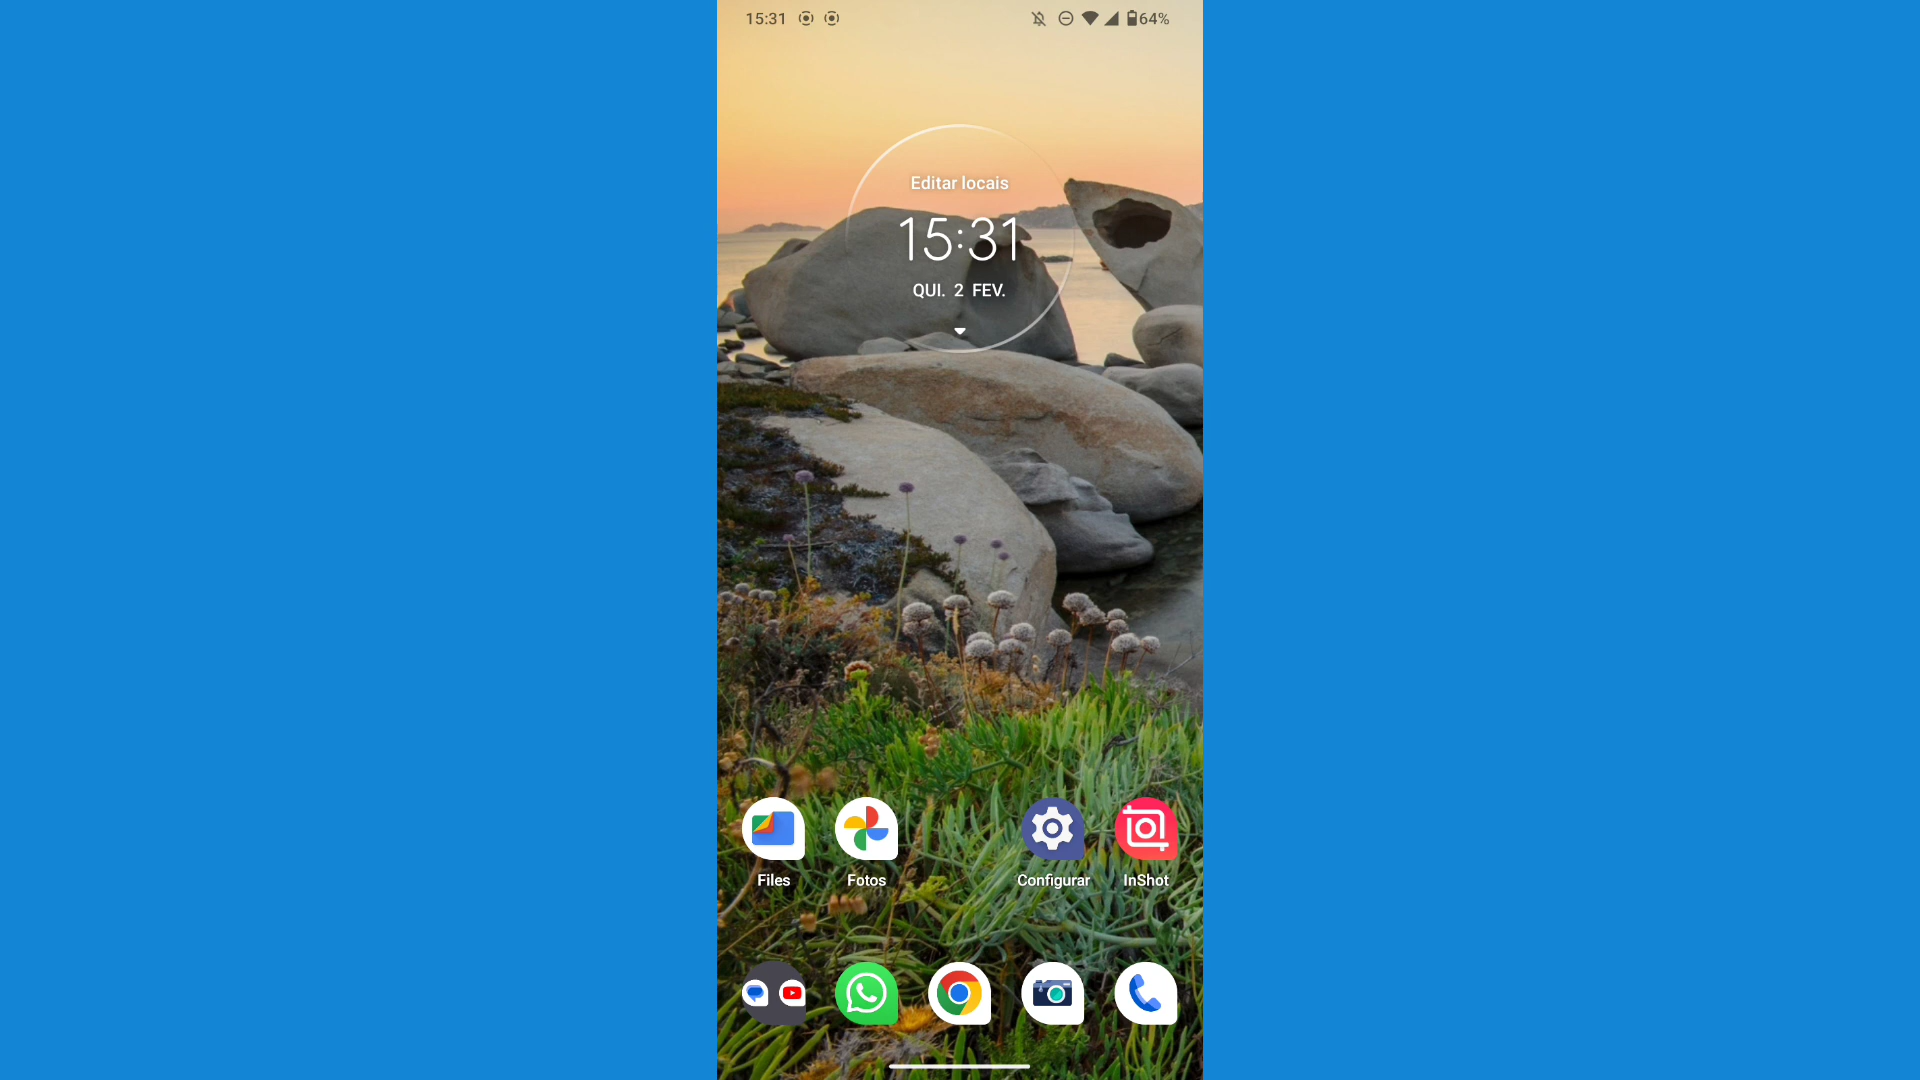 15:31
64%
Editar locais
15:31
QUI. 2 FEV.
Files
Fotos
Configurar
InShot